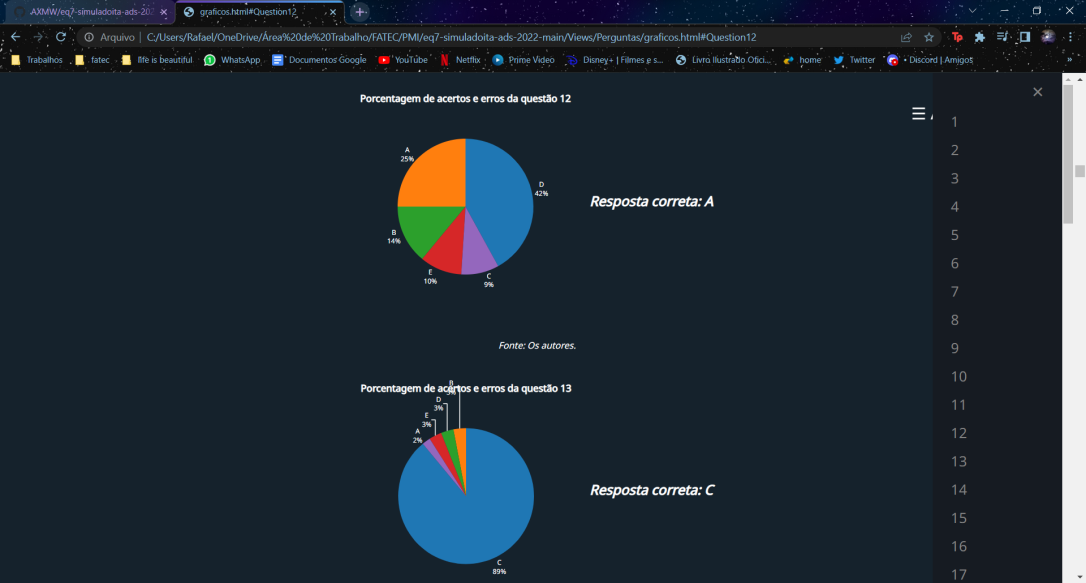 AXMW/eq7-simuladoita-ads-202
graficos.html#Question12
Arquivo | C:/Users/Rafael/OneDrive/Área%20de%20Trabalho/FATEC/PMI/eq7-simuladoita-ads-2022-main/Views/Perguntas/graficos.html#Question12
Trabalhos fatec life is beautiful WhatsApp Documentos Google YouTube Netflix Prime Video Disney+ | Filmes e s... Livro Ilustrado Ofici... home Twitter • Discord | Amigos »
Porcentagem de acertos e erros da questão 12
A
25%
D
42%
B
14%
E
10%
C
9%
Resposta correta: A
Fonte: Os autores.
Porcentagem de acertos e erros da questão 13
B
3%
D
3%
E
3%
A
2%
C
89%
Resposta correta: C
1
2
3
4
5
6
7
8
9
10
11
12
13
14
15
16
17